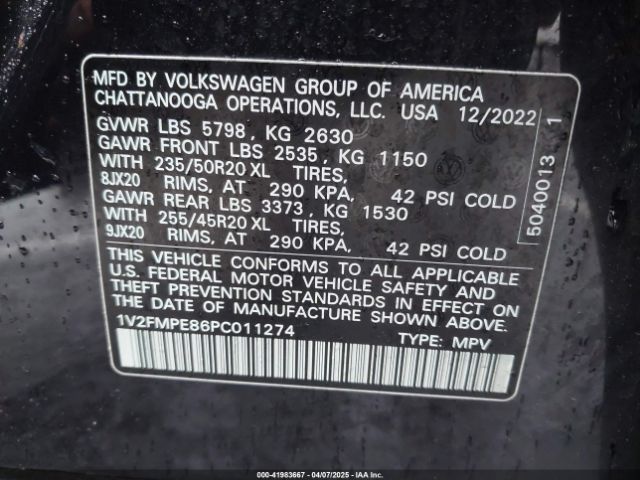 MFD BY VOLKSWAGEN GROUP OF AMERICA
CHATTANOOGA OPERATIONS, LLC. USA 12/2022
GVWR LBS 5798, KG 2630
GAWR FRONT LBS 2535, KG 1150
WITH 235/50R20 XL TIRES,
8JX20 RIMS, AT 290 KPA, 42 PSI COLD
GAWR REAR LBS 3373, KG 1530
WITH 255/45R20 XL TIRES,
9JX20 RIMS, AT 290 KPA, 42 PSI COLD
THIS VEHICLE CONFORMS TO ALL APPLICABLE
U.S. FEDERAL MOTOR VEHICLE SAFETY AND
THEFT PREVENTION STANDARDS IN EFFECT ON
THE DATE OF MANUFACTURE SHOWN ABOVE.
1V2FMPE86PC011274 TYPE: MPV
5040013 1
000-41983667 - 04/07/2025 - IAAI, Inc.